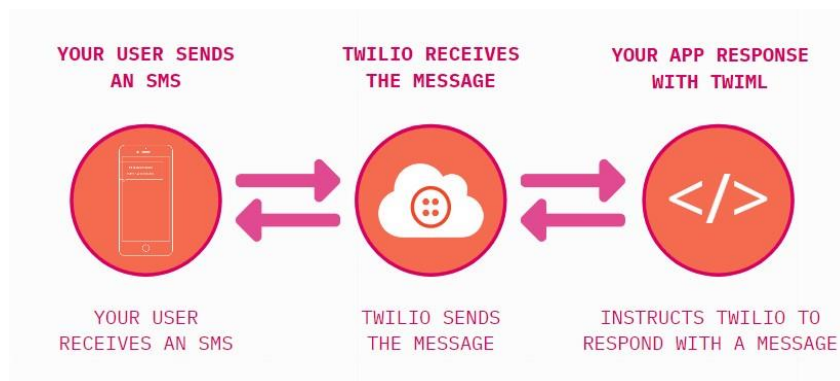 YOUR USER SENDS
AN SMS
TWILIO RECEIVES
THE MESSAGE
YOUR APP RESPONSE
WITH TWIML
</>
YOUR USER
RECEIVES AN SMS
TWILIO SENDS
THE MESSAGE
INSTRUCTS TWILIO TO
RESPOND WITH A MESSAGE